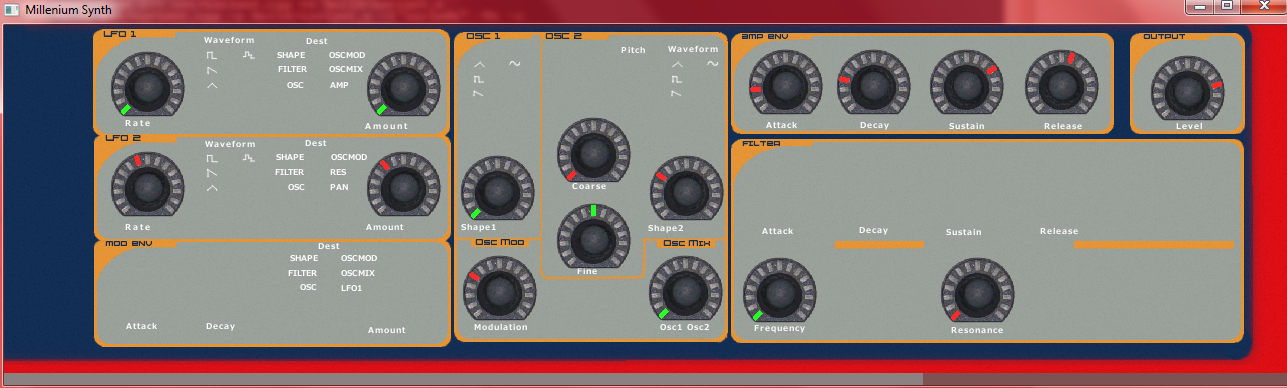 Millenium Synth
LFO 1
Waveform
Dest
SHAPE OSCMOD
FILTER OSCMIX
OSC AMP
Rate
Amount
LFO 2
Waveform
Dest
SHAPE OSCMOD
FILTER RES
OSC PAN
Rate
Amount
MOD ENV
Dest
SHAPE OSCMOD
FILTER OSCMIX
OSC LFO1
Attack Decay
Amount
OSC 1
OSC 2
Pitch
Waveform
Coarse
Shape1
Shape2
Fine
Osc Mod
Osc Mix
Modulation
Osc1 Osc2
AMP ENV
Attack Decay Sustain Release
OUTPUT
Level
FILTER
Attack Decay Sustain Release
Frequency
Resonance